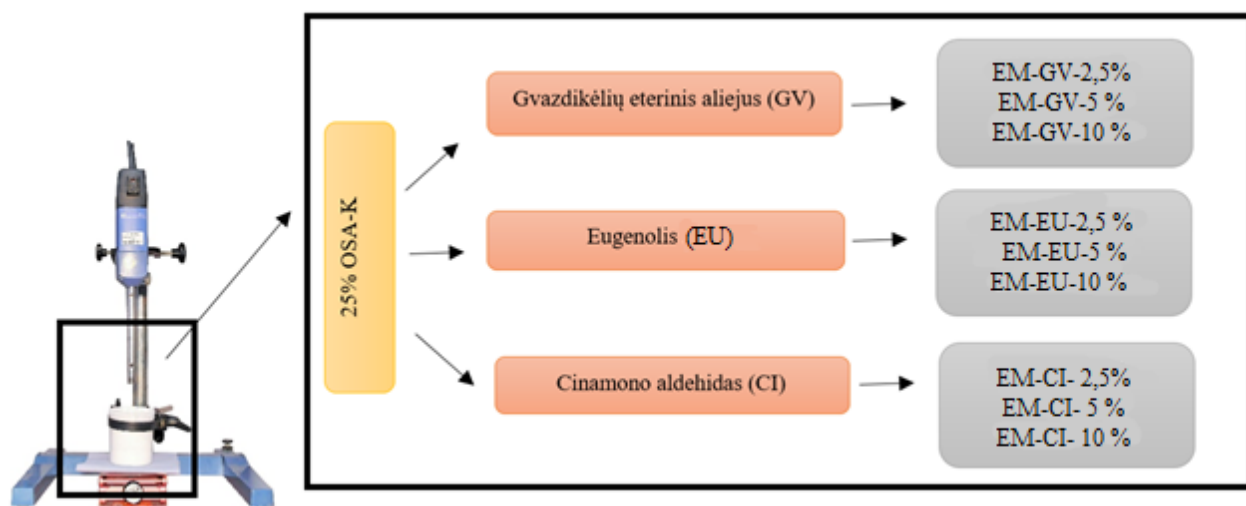 25% OSA-K
Gvazdikėlių eterinis aliejus (GV)
EM-GV-2,5%
EM-GV-5 %
EM-GV-10 %
Eugenolis (EU)
EM-EU-2,5 %
EM-EU-5 %
EM-EU-10 %
Cinamono aldehidas (CI)
EM-CI- 2,5%
EM-CI- 5 %
EM-CI- 10 %